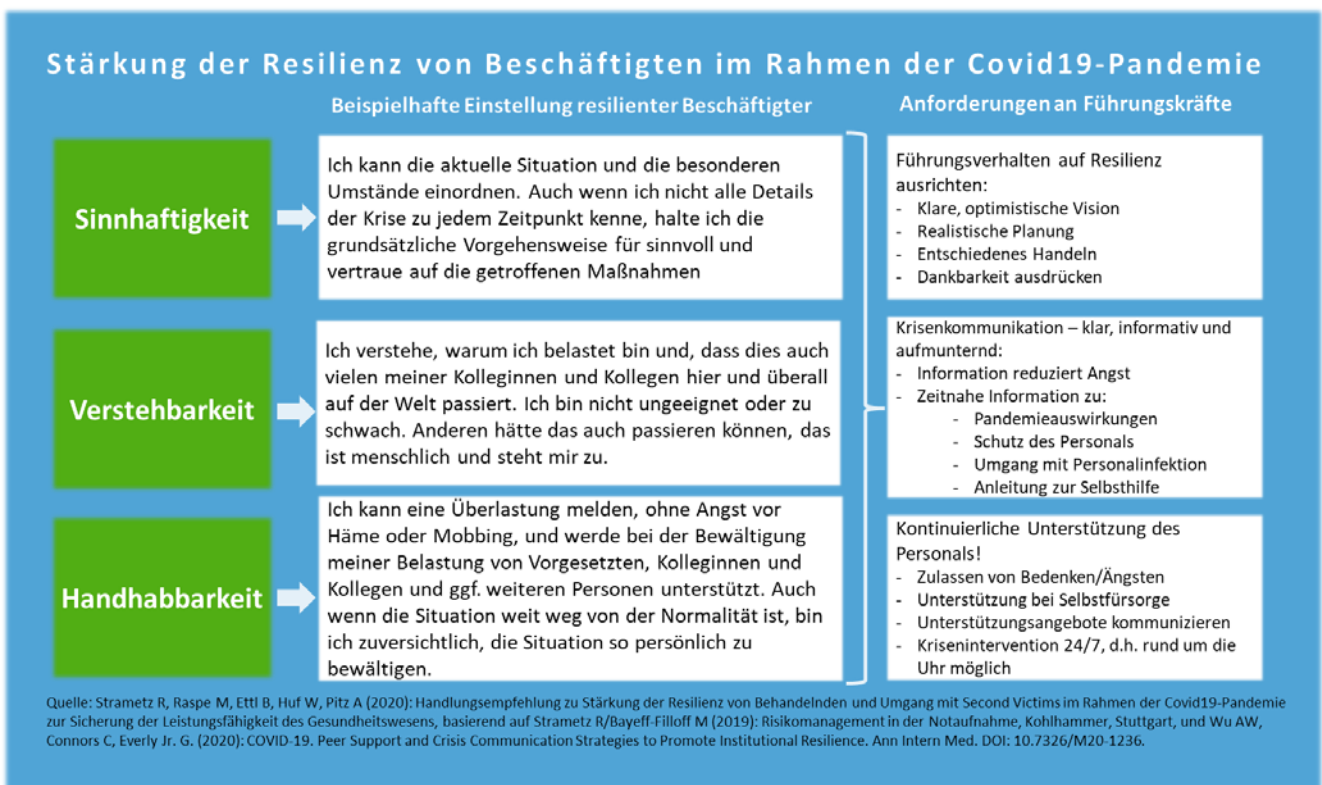 Stärkung der Resilienz von Beschäftigten im Rahmen der Covid19-Pandemie
Beispielhafte Einstellung resilienter Beschäftigter
Anforderungen an Führungskräfte
Sinnhaftigkeit
Ich kann die aktuelle Situation und die besonderen
Umstände einordnen. Auch wenn ich nicht alle Details
der Krise zu jedem Zeitpunkt kenne, halte ich die
grundsätzliche Vorgehensweise für sinnvoll und
vertraue auf die getroffenen Maßnahmen
Verstehbarkeit
Ich verstehe, warum ich belastet bin und, dass dies auch
vielen meiner Kolleginnen und Kollegen hier und überall
auf der Welt passiert. Ich bin nicht ungeeignet oder zu
schwach. Anderen hätte das auch passieren können, das
ist menschlich und steht mir zu.
Handhabbarkeit
Ich kann eine Überlastung melden, ohne Angst vor
Häme oder Mobbing, und werde bei der Bewältigung
meiner Belastung von Vorgesetzten, Kolleginnen und
Kollegen und ggf. weiteren Personen unterstützt. Auch
wenn die Situation weit weg von der Normalität ist, bin
ich zuversichtlich, die Situation so persönlich zu
bewältigen.
Führungsverhalten auf Resilienz
ausrichten:
- Klare, optimistische Vision
- Realistische Planung
- Entschiedenes Handeln
- Dankbarkeit ausdrücken
Krisenkommunikation – klar, informativ und
aufmunternd:
- Information reduziert Angst
- Zeitnahe Information zu:
- Pandemieauswirkungen
- Schutz des Personals
- Umgang mit Personalinfektion
- Anleitung zur Selbsthilfe
Kontinuierliche Unterstützung des
Personals!
- Zulassen von Bedenken/Ängsten
- Unterstützung bei Selbstfürsorge
- Unterstützungsangebote kommunizieren
- Krisenintervention 24/7, d.h. rund um die
Uhr möglich
Quelle: Strametz R, Raspe M, Ettl B, Huf W, Pitz A (2020): Handlungsempfehlung zu Stärkung der Resilienz von Behandelnden und Umgang mit Second Victims im Rahmen der Covid19-Pandemie
zur Sicherung der Leistungsfähigkeit des Gesundheitswesens, basierend auf Strametz R/Bayeff-Filloff M (2019): Risikomanagement in der Notaufnahme, Kohlhammer, Stuttgart, und Wu AW,
Connors C, Everly Jr. G. (2020): COVID-19. Peer Support and Crisis Communication Strategies to Promote Institutional Resilience. Ann Intern Med. DOI: 10.7326/M20-1236.